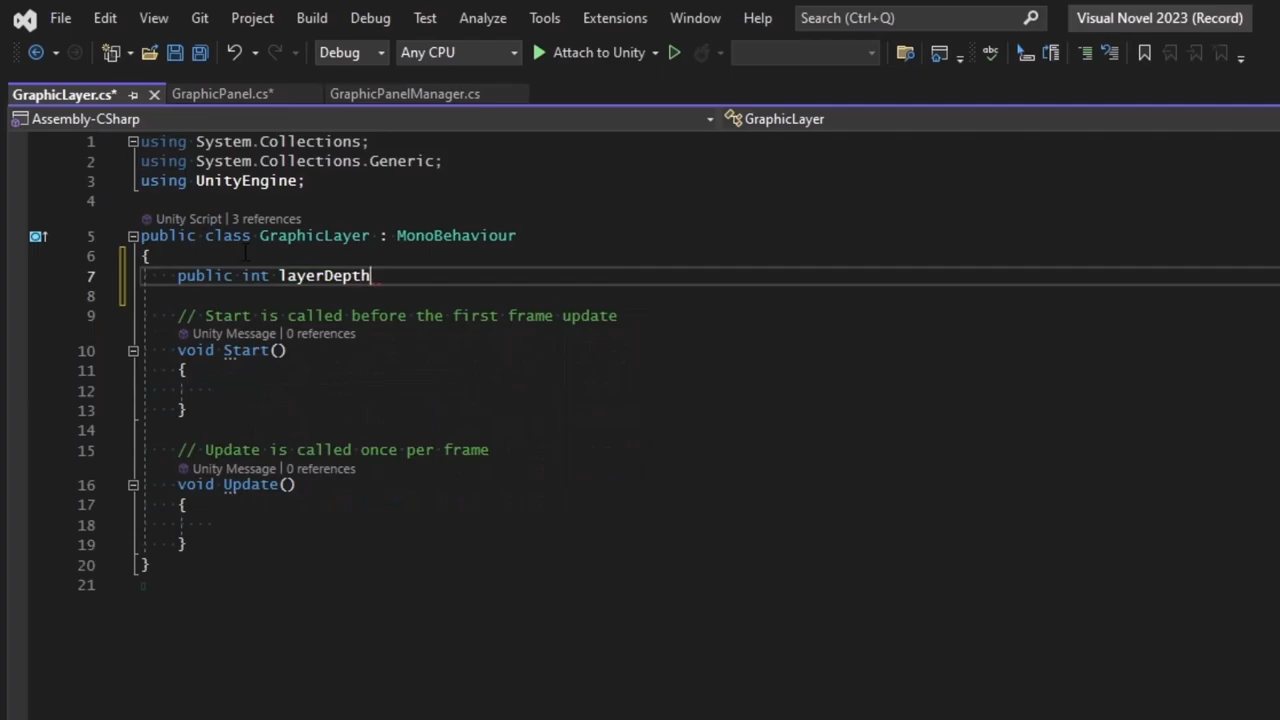 File Edit View Git Project Build Debug Test Analyze Tools Extensions Window Help Search (Ctrl+Q) Visual Novel 2023 (Record)
Debug Any CPU Attach to Unity
GraphicLayer.cs* GraphicPanel.cs* GraphicPanelManager.cs
Assembly-CSharp GraphicLayer
1 using System.Collections;
2 using System.Collections.Generic;
3 using UnityEngine;
4
Unity Script | 3 references
5 public class GraphicLayer : MonoBehaviour
6 {
7 public int layerDepth
8
9 // Start is called before the first frame update
Unity Message | 0 references
10 void Start()
11 {
12
13 }
14
15 // Update is called once per frame
Unity Message | 0 references
16 void Update()
17 {
18
19 }
20 }
21